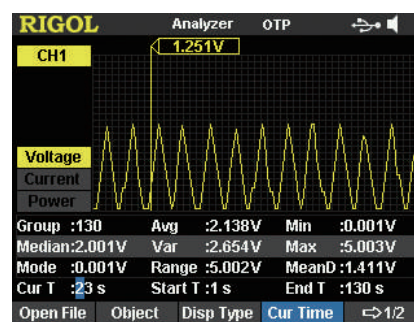 RIGOL Analyzer OTP
CH1 1.251V
Voltage
Current
Power
Group :130 Avg :2.138V Min :0.001V
Median:2.001V Var :2.654V Max :5.003V
Mode :0.001V Range :5.002V MeanD :1.411V
Cur T :23 s Start T :1 s End T :130 s
Open File Object Disp Type Cur Time 1/2